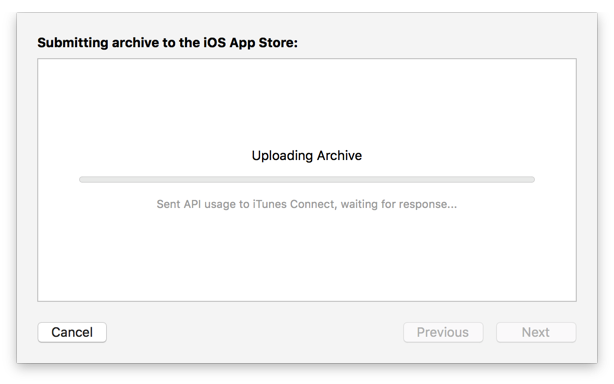 Submitting archive to the iOS App Store:
Uploading Archive
Sent API usage to iTunes Connect, waiting for response...
Cancel
Previous
Next